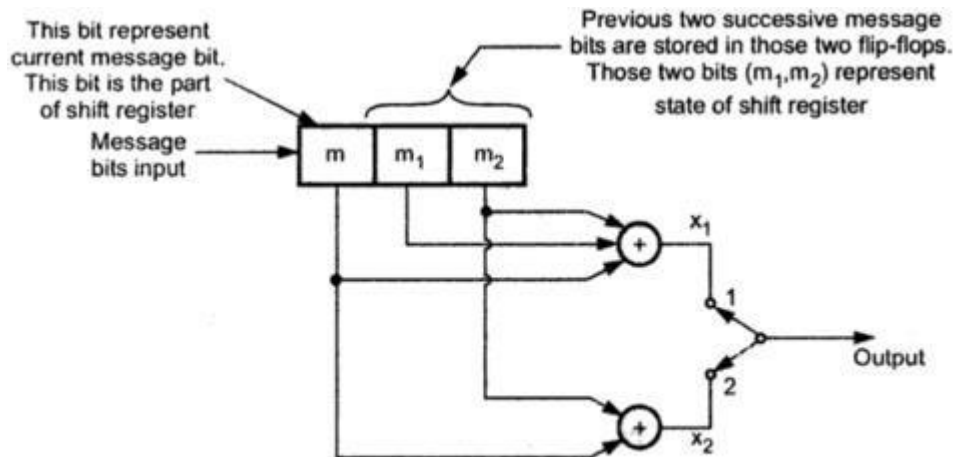 This bit represent
current message bit.
This bit is the part
of shift register
Previous two successive message
bits are stored in those two flip-flops.
Those two bits (m₁,m₂) represent
state of shift register
Message
bits input
m
m₁
m₂
+
x₁
1
Output
2
+
x₂